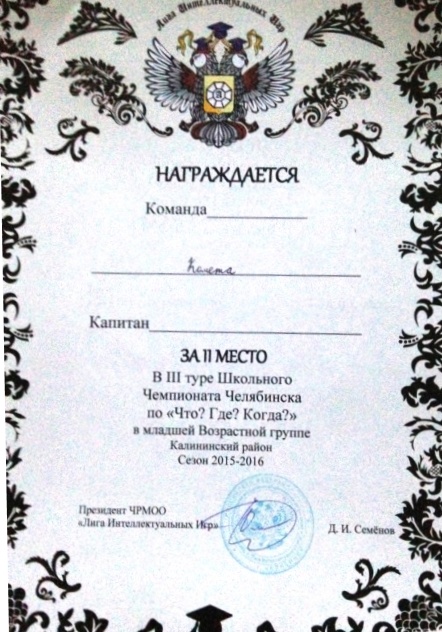 Лига Интеллектуальных Игр
НАГРАЖДАЕТСЯ
Команда
Комета
Капитан
ЗА II МЕСТО
В III туре Школьного
Чемпионата Челябинска
по «Что? Где? Когда?»
в младшей Возрастной группе
Калининский район
Сезон 2015-2016
Президент ЧРМОО
«Лига Интеллектуальных Игр»
Д. И. Семёнов